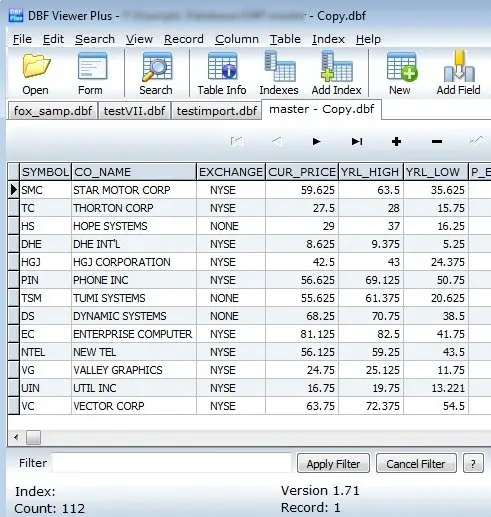 DBF Viewer Plus - Copy.dbf
File Edit Search View Record Column Table Index Help
Open Form Search Table Info Indexes Add Index New Add Field
fox_samp.dbf testVII.dbf testimport.dbf master - Copy.dbf
SYMBOL CO_NAME EXCHANGE CUR_PRICE YRL_HIGH YRL_LOW P_E
SMC STAR MOTOR CORP NYSE 59.625 63.5 35.625
TC THORTON CORP NYSE 27.5 28 15.75
HS HOPE SYSTEMS NONE 29 37 16.25
DHE DHE INT'L NYSE 8.625 9.375 5.25
HGJ HGJ CORPORATION NYSE 42.5 43 24.375
PIN PHONE INC NYSE 56.625 69.125 50.75
TSM TUMI SYSTEMS NONE 55.625 61.375 20.625
DS DYNAMIC SYSTEMS NONE 68.25 70.75 38.5
EC ENTERPRISE COMPUTER NYSE 81.125 82.5 41.75
NTEL NEW TEL NYSE 56.125 59.25 43.5
VG VALLEY GRAPHICS NYSE 24.75 25.125 11.75
UIN UTIL INC NYSE 16.75 19.75 13.221
VC VECTOR CORP NYSE 63.75 72.375 54.5
Filter Apply Filter Cancel Filter ?
Index: Version 1.71
Count: 112 Record: 1